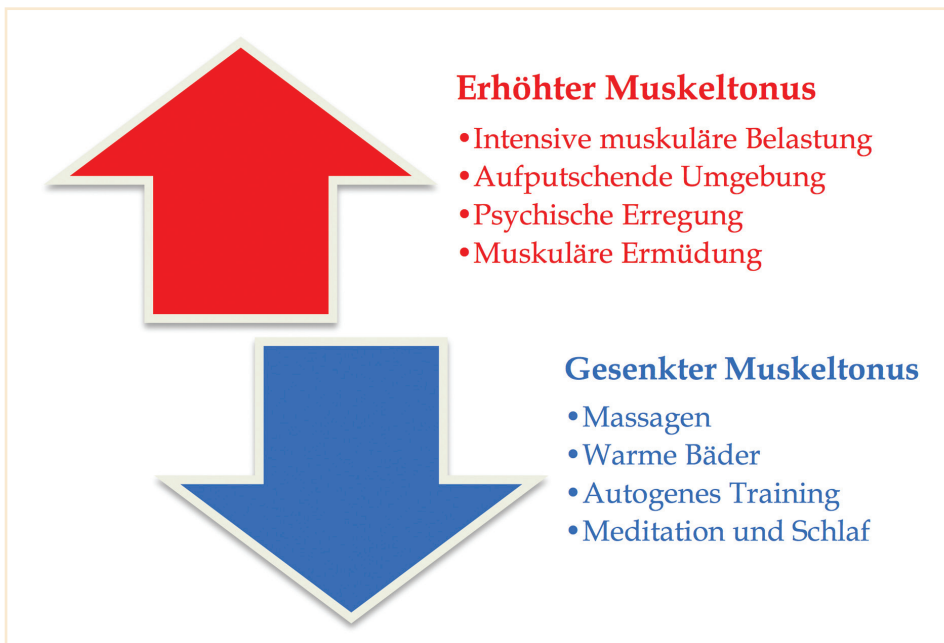 Erhöhter Muskeltonus
•Intensive muskuläre Belastung
•Aufputschende Umgebung
•Psychische Erregung
•Muskuläre Ermüdung
Gesenkter Muskeltonus
•Massagen
•Warme Bäder
•Autogenes Training
•Meditation und Schlaf